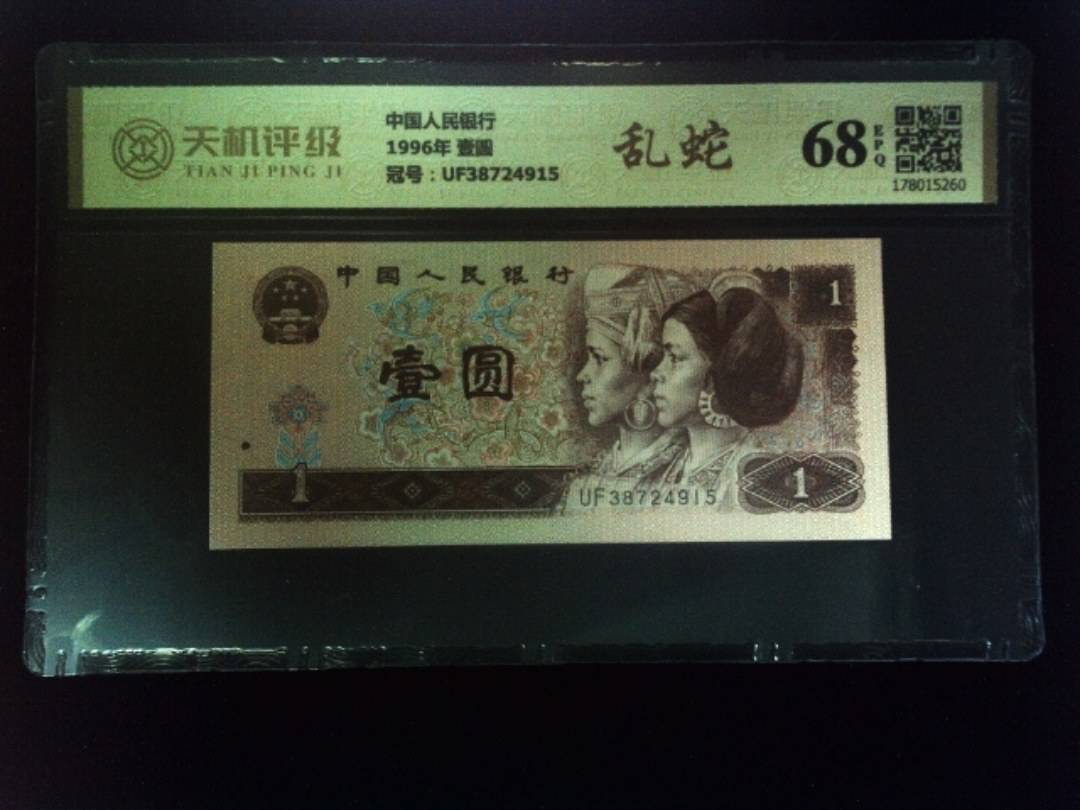 天机评级
TIAN JI PING JI
中国人民银行
1996年 壹圆
冠号：UF38724915
乱蛇
68
EPQ
178015260
中国人民银行
1
壹圆
1
UF38724915
1